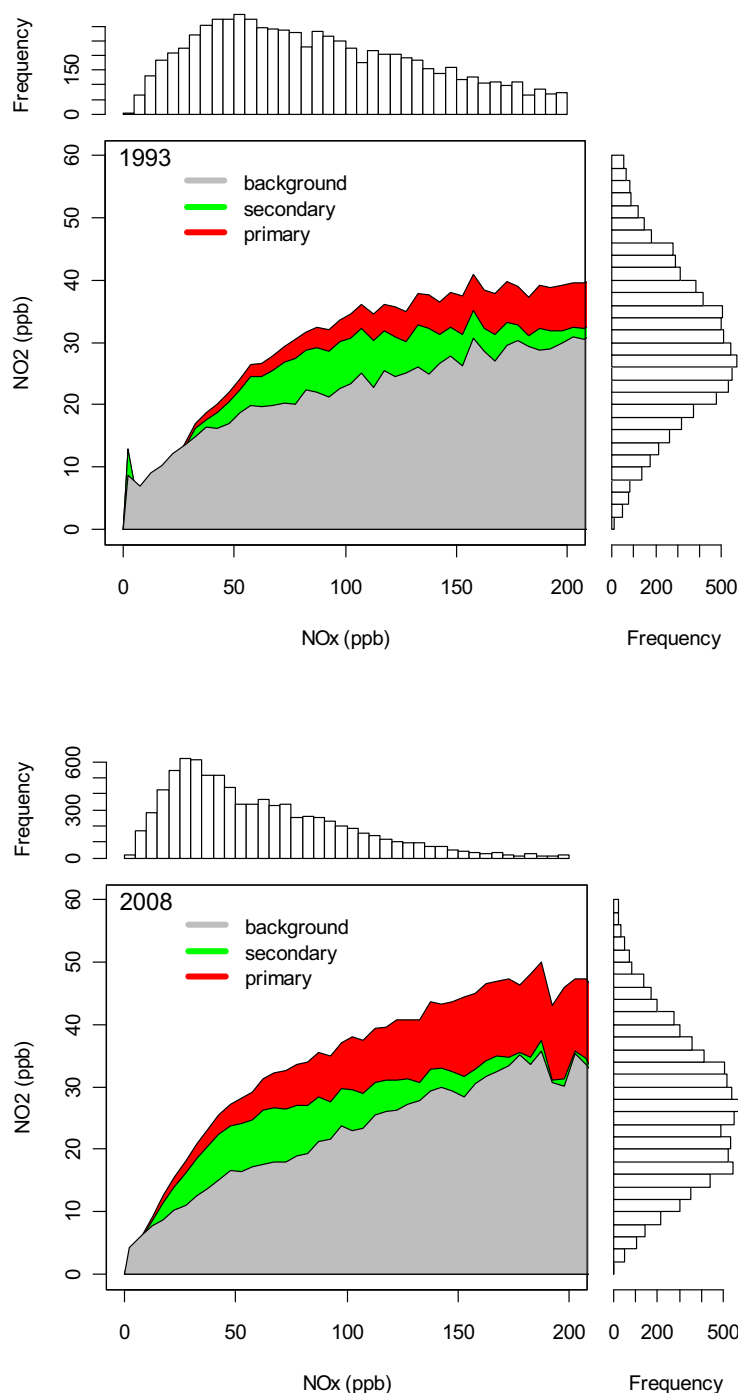 Frequency
0 150
1993
background
secondary
primary
NO2 (ppb)
0 10 20 30 40 50 60
0 50 100 150 200
NOx (ppb)
0 200 500
Frequency
Frequency
0 300 600
2008
background
secondary
primary
NO2 (ppb)
0 10 20 30 40 50 60
0 50 100 150 200
NOx (ppb)
0 200 500
Frequency